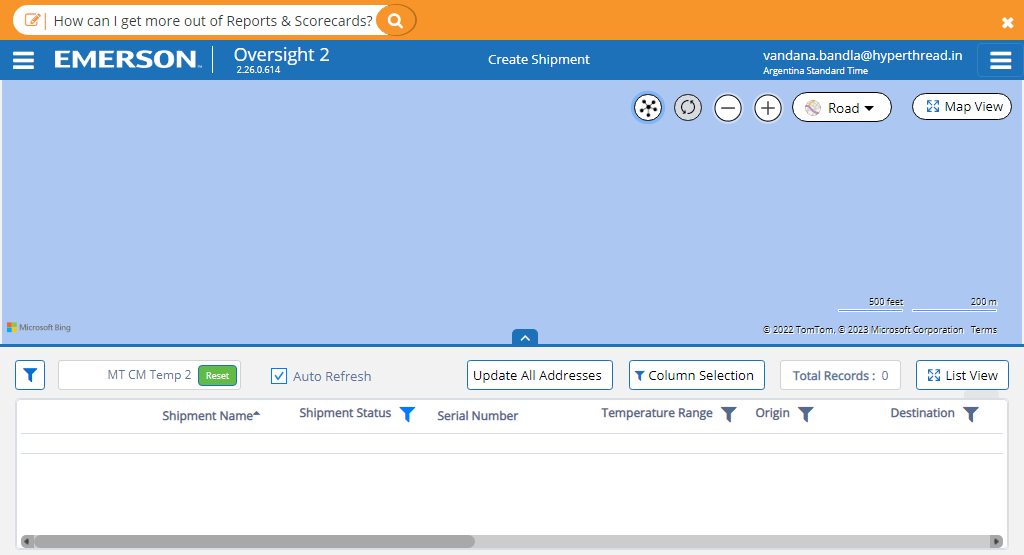 How can I get more out of Reports & Scorecards?
EMERSON™ Oversight 2
2.26.0.614
Create Shipment
vandana.bandla@hyperthread.in
Argentina Standard Time
Road
Map View
500 feet 200 m
Microsoft Bing
© 2022 TomTom, © 2023 Microsoft Corporation Terms
MT CM Temp 2 Reset Auto Refresh Update All Addresses Column Selection Total Records : 0 List View
Shipment Name Shipment Status Serial Number Temperature Range Origin Destination